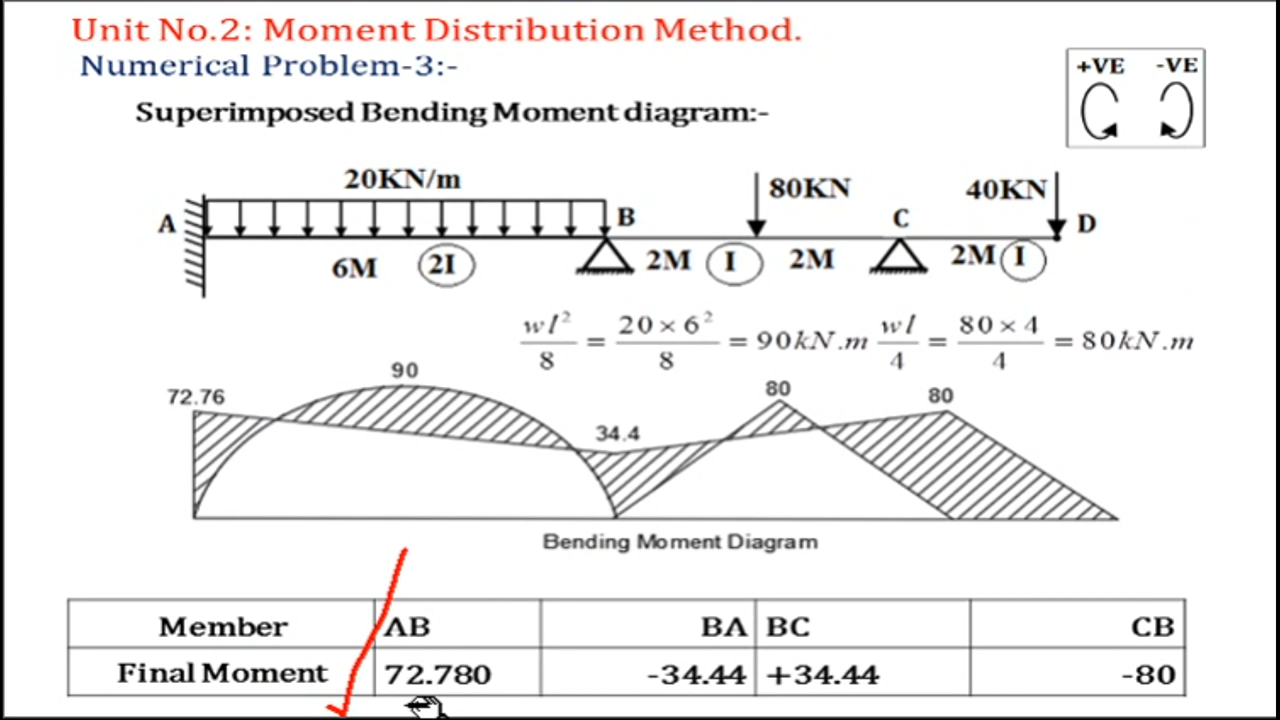 Unit No.2: Moment Distribution Method.
Numerical Problem-3:-
+VE -VE
Superimposed Bending Moment diagram:-
20KN/m 80KN 40KN
A B C D
6M 2I 2M I 2M 2M I
wl²/8 = 20 × 6²/8 = 90kN.m wl/4 = 80 × 4/4 = 80kN.m
72.76 90 34.4 80 80
Bending Moment Diagram
Member AB BA BC CB
Final Moment 72.780 -34.44 +34.44 -80